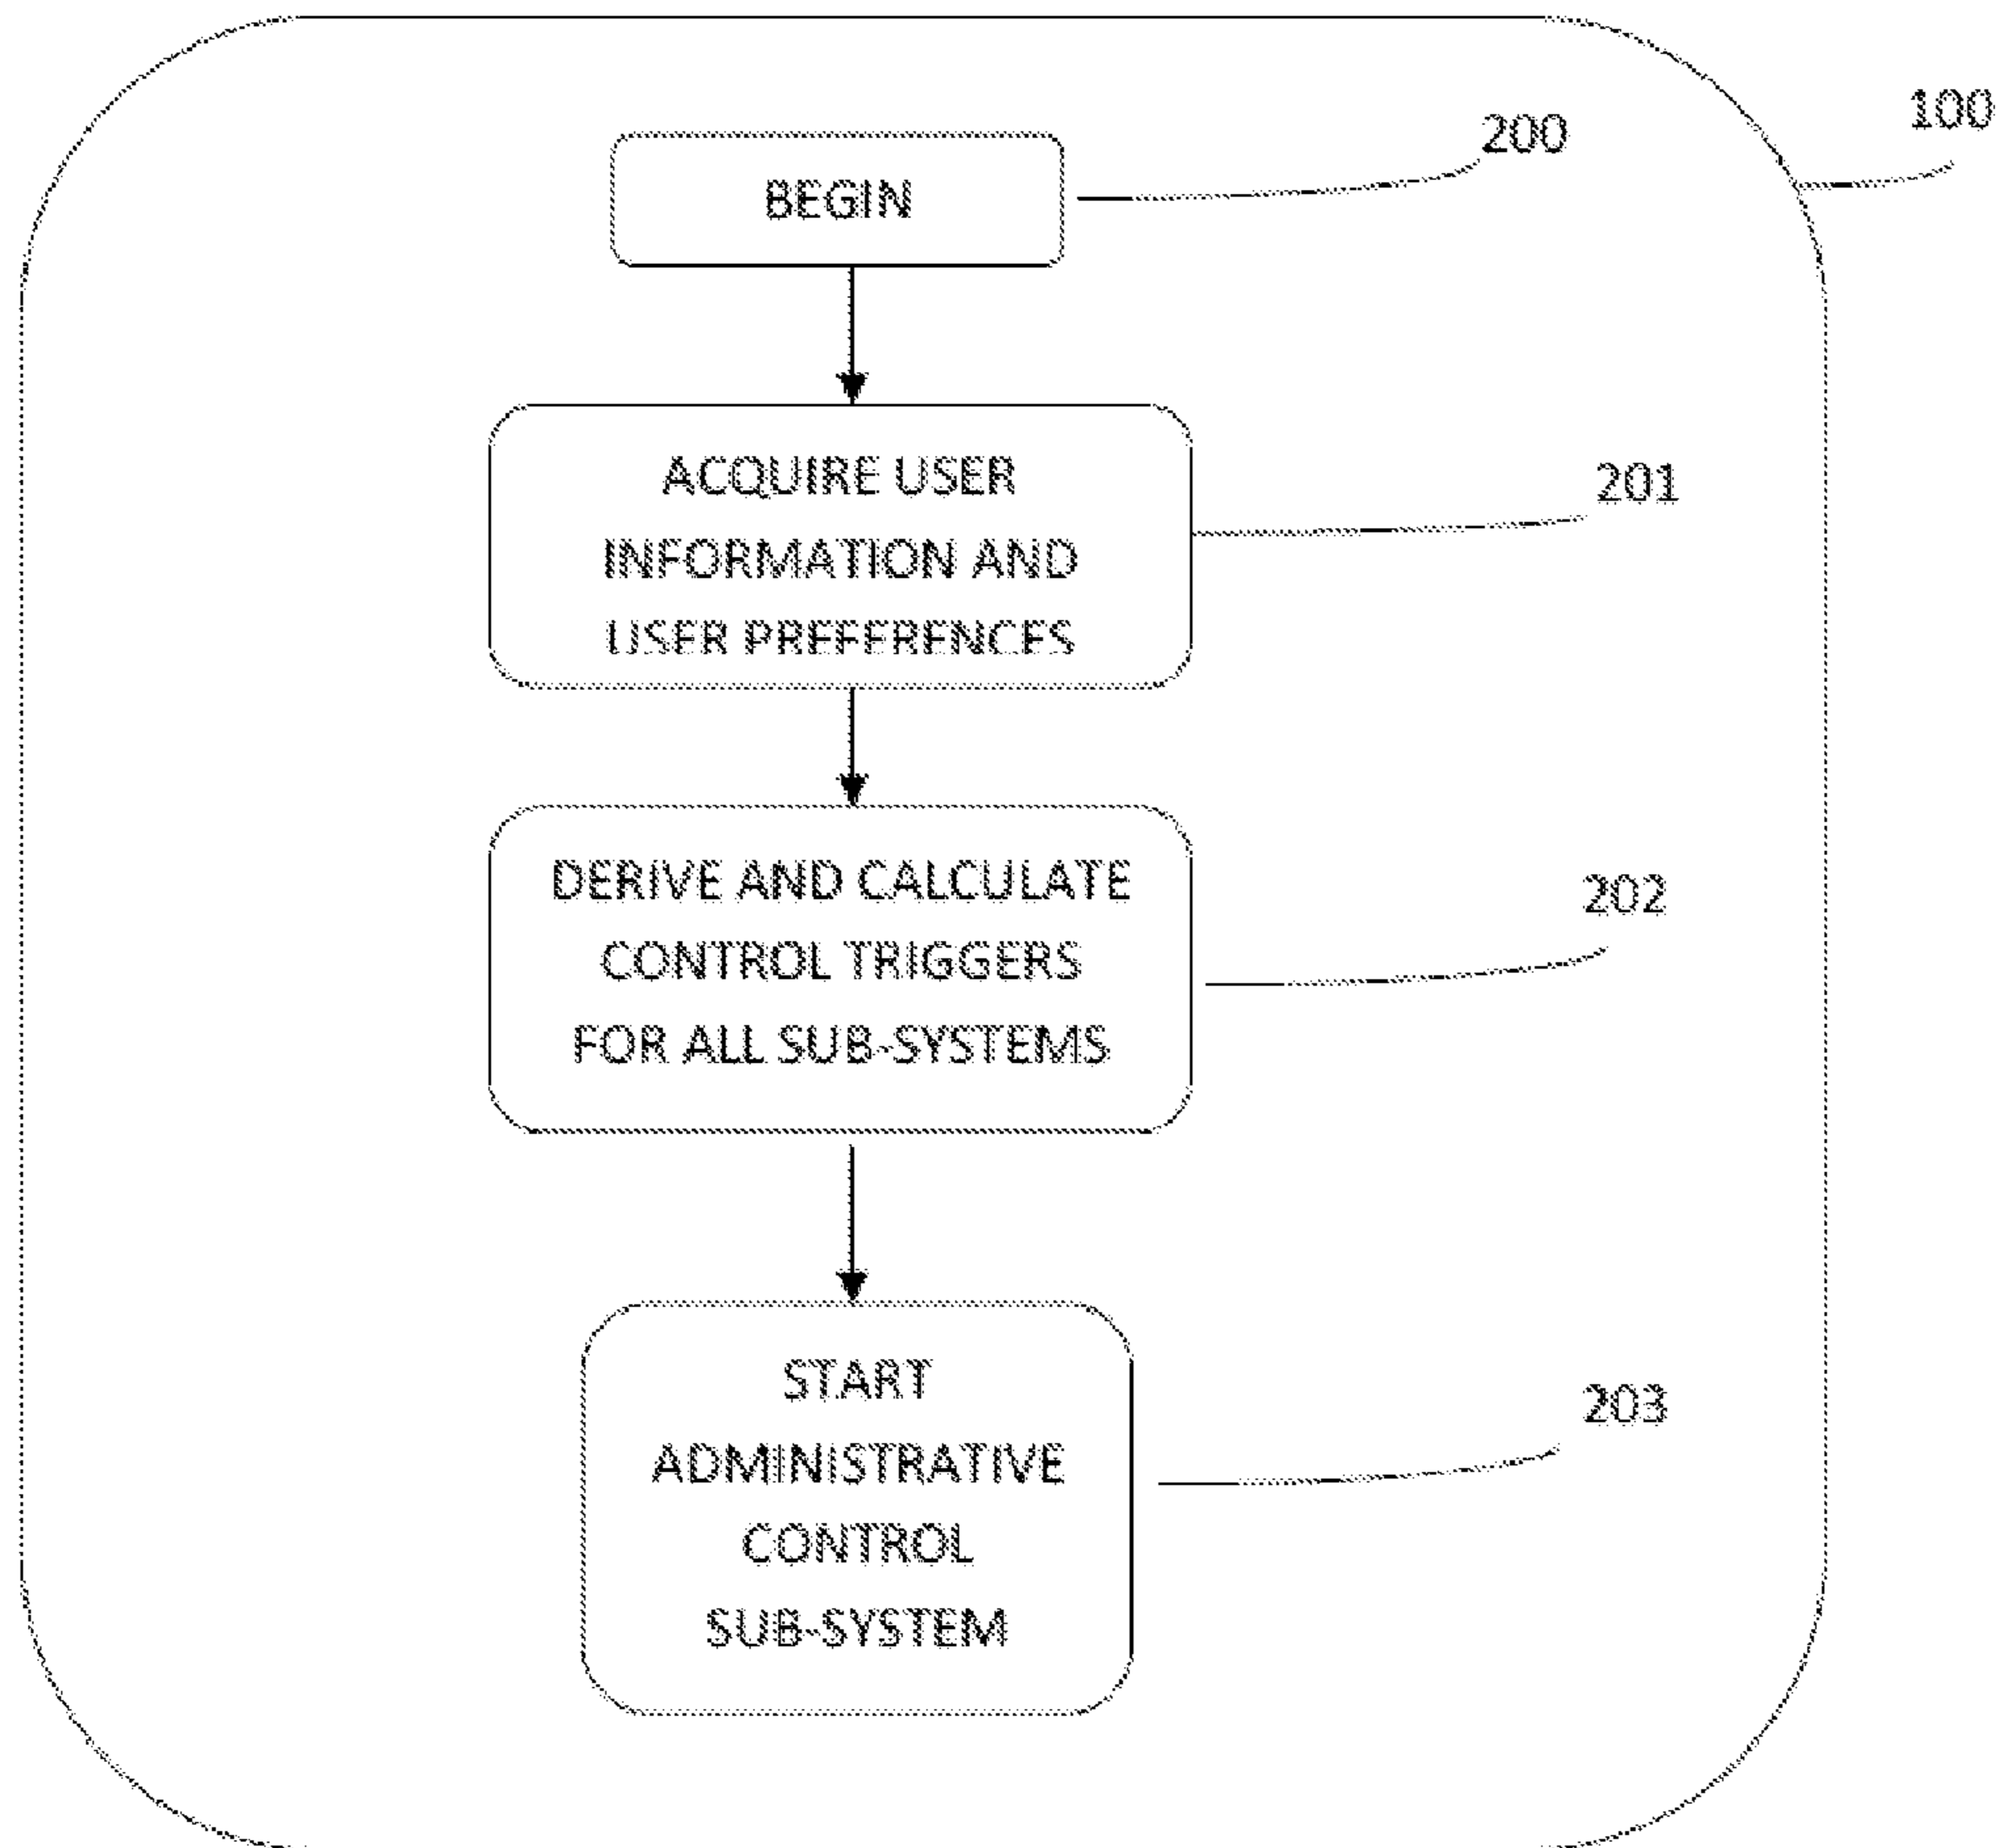 100
200
BEGIN
201
ACQUIRE USER
INFORMATION AND
USER PREFERENCES
202
DERIVE AND CALCULATE
CONTROL TRIGGERS
FOR ALL SUB-SYSTEMS
203
START
ADMINISTRATIVE
CONTROL
SUB-SYSTEM